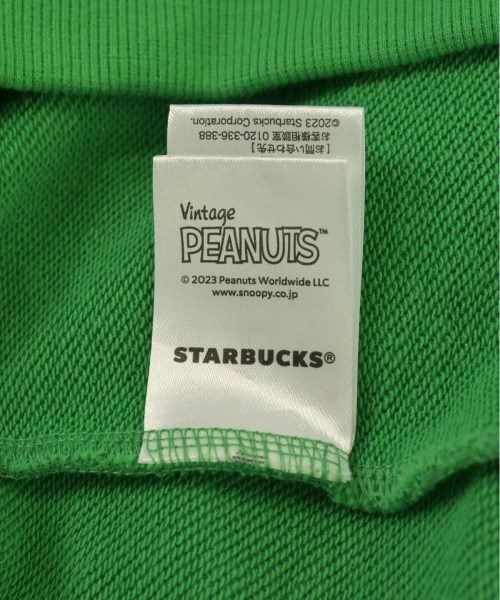 [お問い合わせ先]
お客様相談室 0120-336-388
©2023 Starbucks Corporation.
Vintage
PEANUTS™
© 2023 Peanuts Worldwide LLC
www.snoopy.co.jp
STARBUCKS®